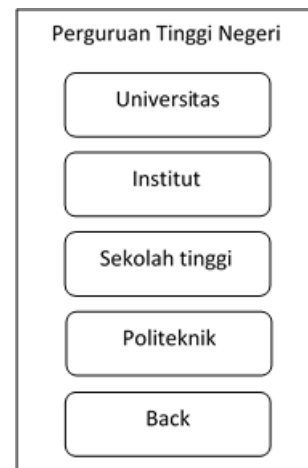 Perguruan Tinggi Negeri
Universitas
Institut
Sekolah tinggi
Politeknik
Back